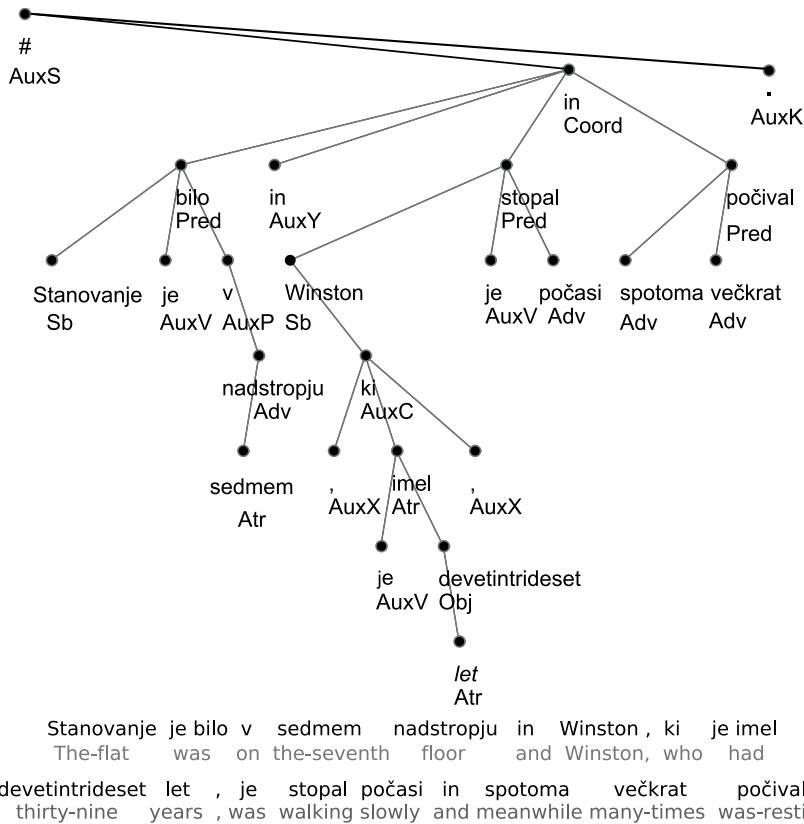 #
AuxS
in
Coord
.
AuxK
bilo
Pred
in
AuxY
stopal
Pred
počival
Pred
Stanovanje
Sb
je
AuxV
v
AuxP
Winston
Sb
je
AuxV
počasi
Adv
spotoma
Adv
večkrat
Adv
nadstropju
Adv
ki
AuxC
sedmem
Atr
,
AuxX
imel
Atr
,
AuxX
je
AuxV
devetintrideset
Obj
let
Atr
Stanovanje je bilo v sedmem nadstropju in Winston , ki je imel
The-flat was on the-seventh floor and Winston, who had
devetintrideset let , je stopal počasi in spotoma večkrat počival
thirty-nine years , was walking slowly and meanwhile many-times was-resti